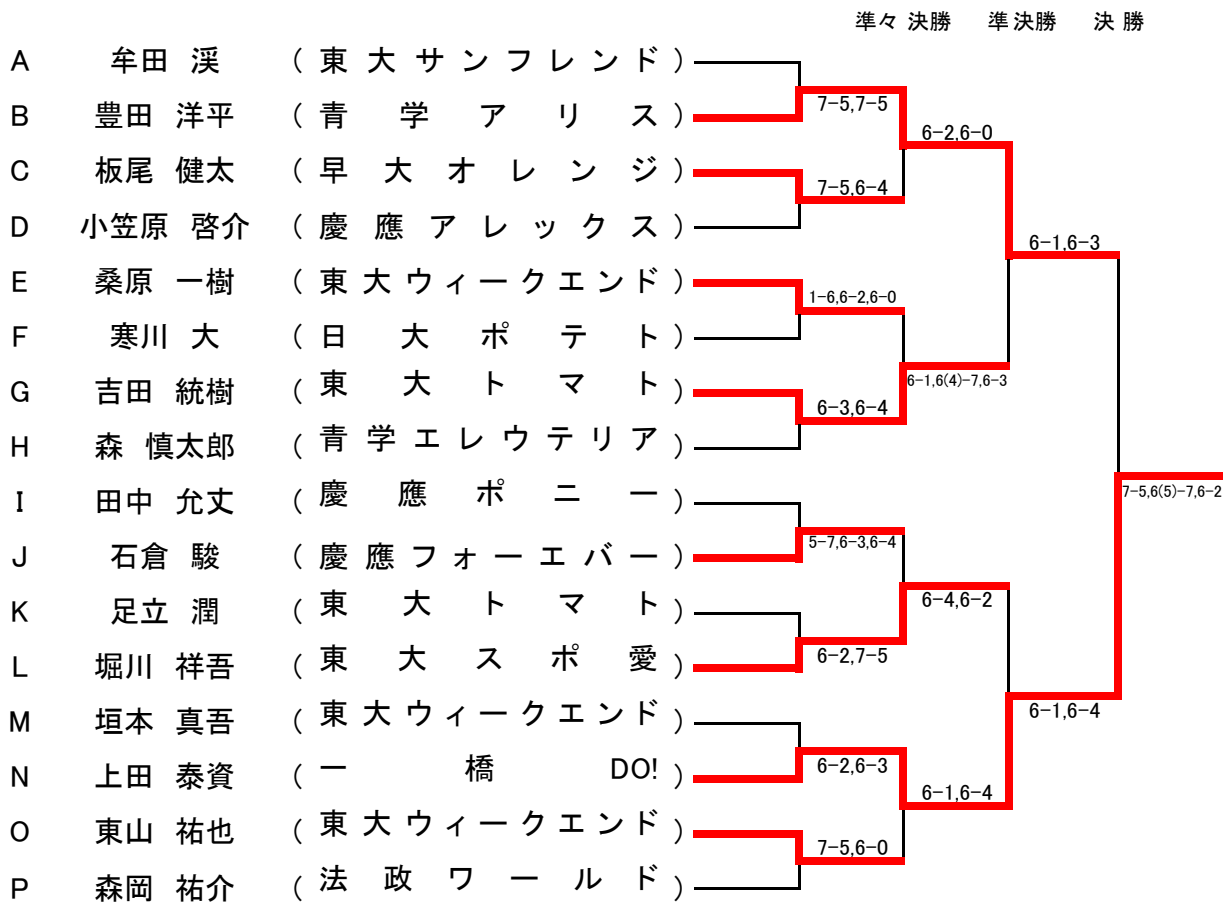 準々決勝 準決勝 決勝
A 牟田 渓 (東大サンフレンド)
7-5,7-5
B 豊田 洋平 (青学アリス)
6-2,6-0
C 板尾 健太 (早大オレンジ)
7-5,6-4
D 小笠原 啓介 (慶應アレックス)
6-1,6-3
E 桑原 一樹 (東大ウィークエンド)
1-6,6-2,6-0
F 寒川 大 (日大ポテト)
6-1,6(4)-7,6-3
G 吉田 統樹 (東大トマト)
6-3,6-4
H 森 慎太郎 (青学エレウテリア)
I 田中 允丈 (慶應ポニー)
7-5,6(5)-7,6-2
5-7,6-3,6-4
J 石倉 駿 (慶應フォーエバー)
K 足立 潤 (東大トマト)
6-4,6-2
6-2,7-5
L 堀川 祥吾 (東大スポ愛)
M 垣本 真吾 (東大ウィークエンド)
6-1,6-4
6-2,6-3
N 上田 泰資 (一橋DO!)
6-1,6-4
O 東山 祐也 (東大ウィークエンド)
7-5,6-0
P 森岡 祐介 (法政ワールド)